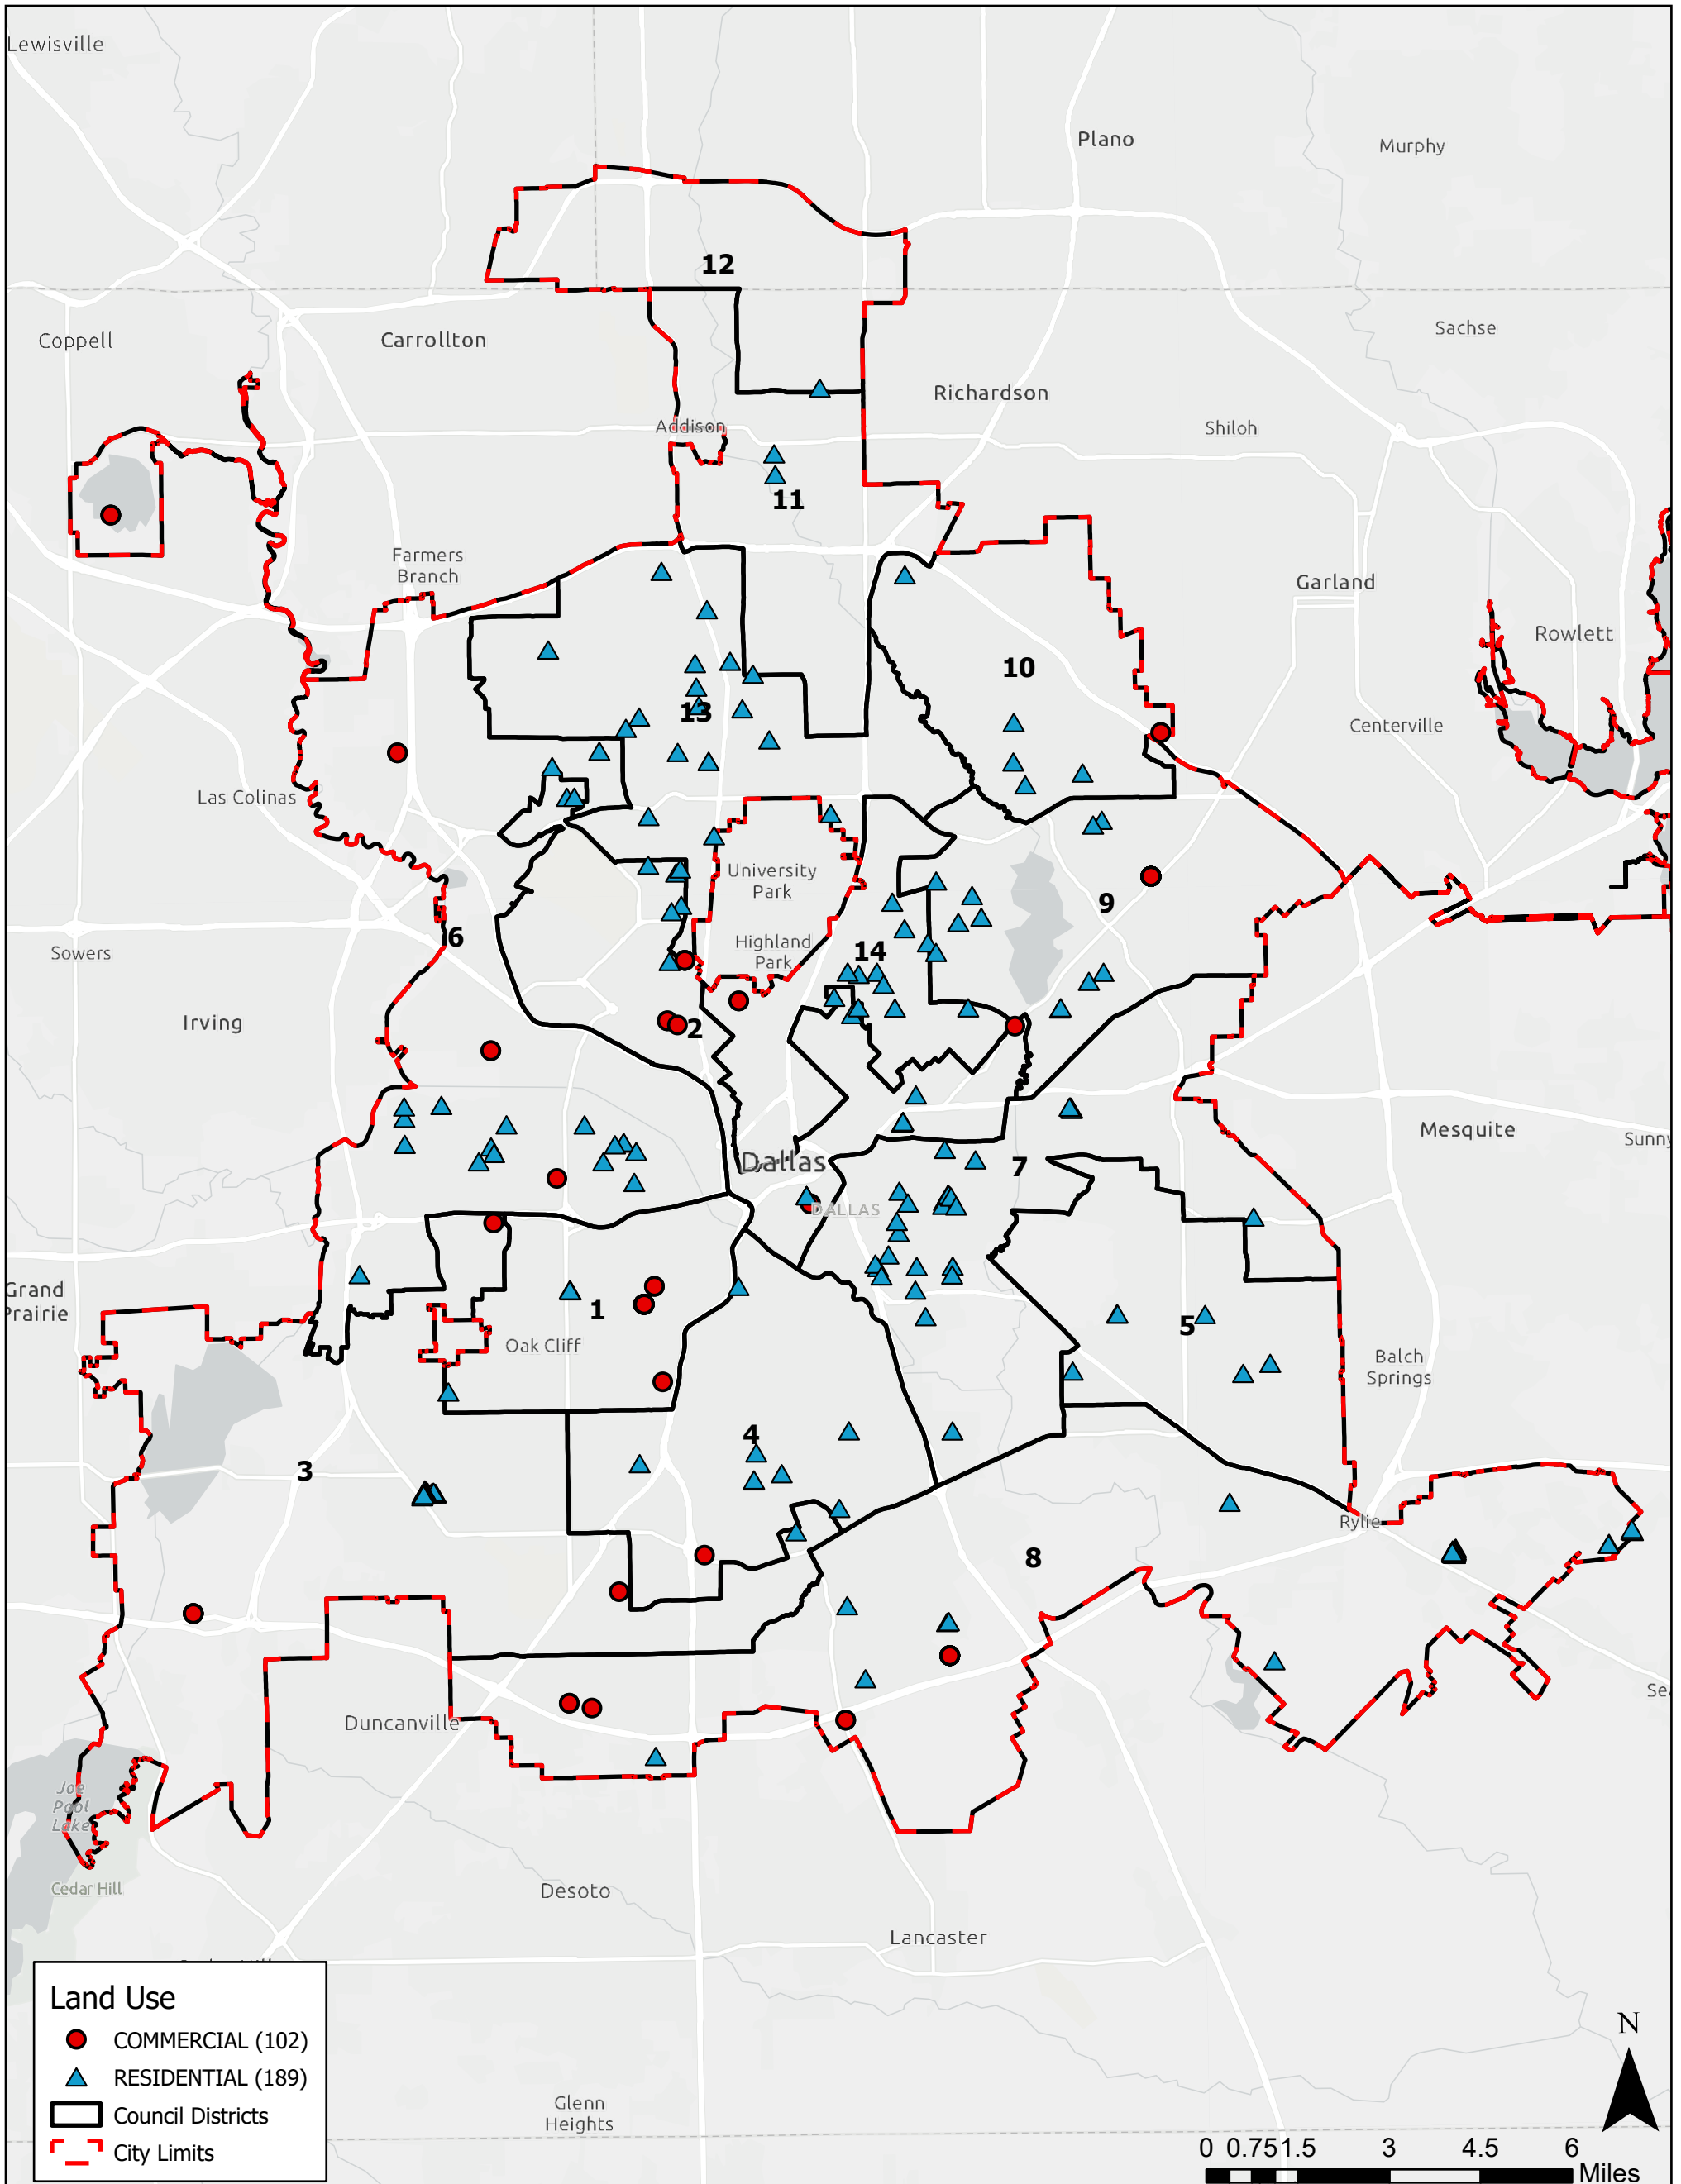 Lewisville
Plano
Murphy
12
Coppell
Carrollton
Sachse
Richardson
Addison
Shiloh
11
Farmers
Branch
Garland
Rowlett
10
13
Centerville
Las Colinas
University
Park
9
6
14
Highland
Park
Sowers
Irving
2
Mesquite
Sunny
Dallas
7
DALLAS
Grand
Prairie
1
5
Oak Cliff
Balch
Springs
4
3
Rylie
8
Duncanville
Joe
Pool
Lake
Cedar Hill
Desoto
Lancaster
Glenn
Heights
Land Use
COMMERCIAL (102)
RESIDENTIAL (189)
Council Districts
City Limits
N
0 0.75 1.5 3 4.5 6
Miles